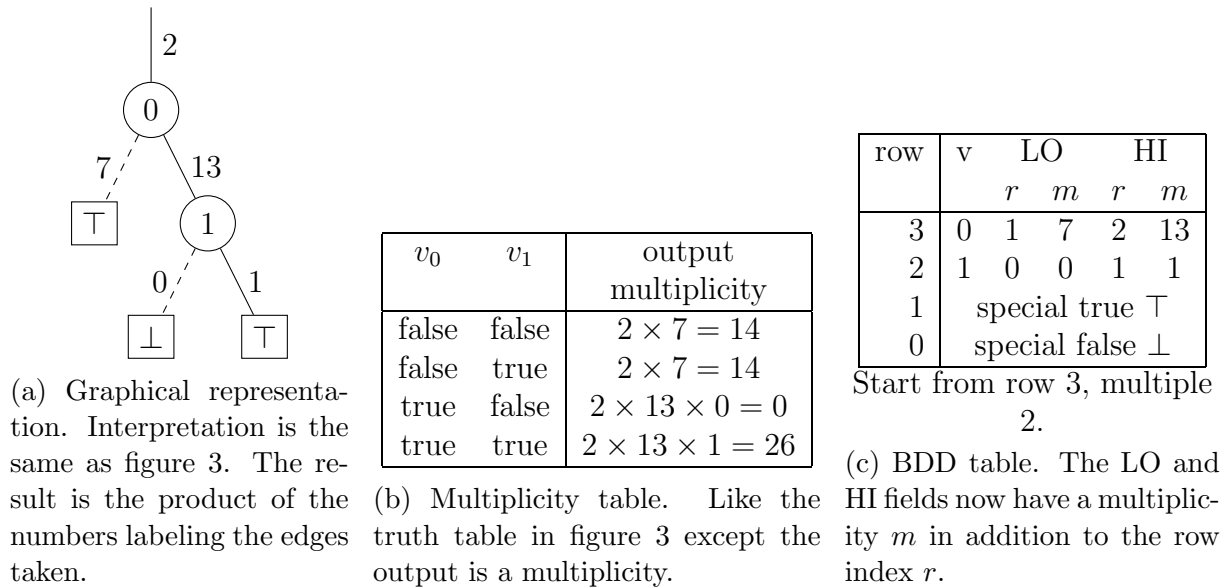 2
0
7
13
⊤
1
0
1
⊥
⊤
(a) Graphical representa-
tion. Interpretation is the
same as figure 3. The re-
sult is the product of the
numbers labeling the edges
taken.
v₀ v₁ output
multiplicity
false false 2 × 7 = 14
false true 2 × 7 = 14
true false 2 × 13 × 0 = 0
true true 2 × 13 × 1 = 26
(b) Multiplicity table. Like the
truth table in figure 3 except the
output is a multiplicity.
row v LO HI
r m r m
3 0 1 7 2 13
2 1 0 0 1 1
1 special true ⊤
0 special false ⊥
Start from row 3, multiple
2.
(c) BDD table. The LO and
HI fields now have a multiplic-
ity m in addition to the row
index r.